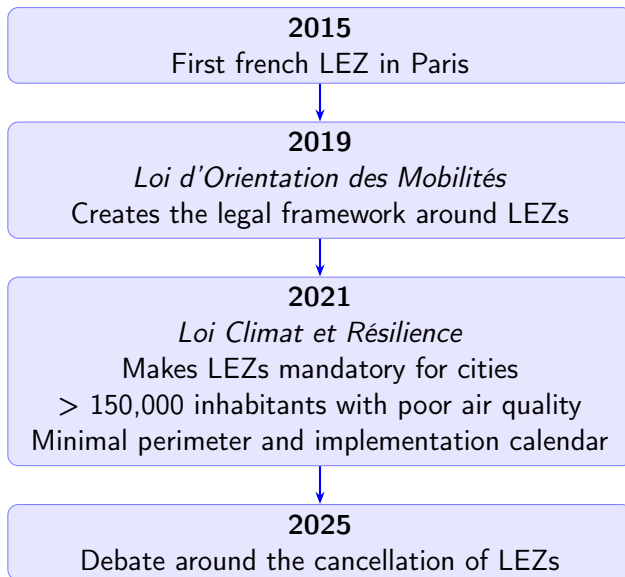 2015
First french LEZ in Paris
2019
Loi d'Orientation des Mobilités
Creates the legal framework around LEZs
2021
Loi Climat et Résilience
Makes LEZs mandatory for cities
> 150,000 inhabitants with poor air quality
Minimal perimeter and implementation calendar
2025
Debate around the cancellation of LEZs